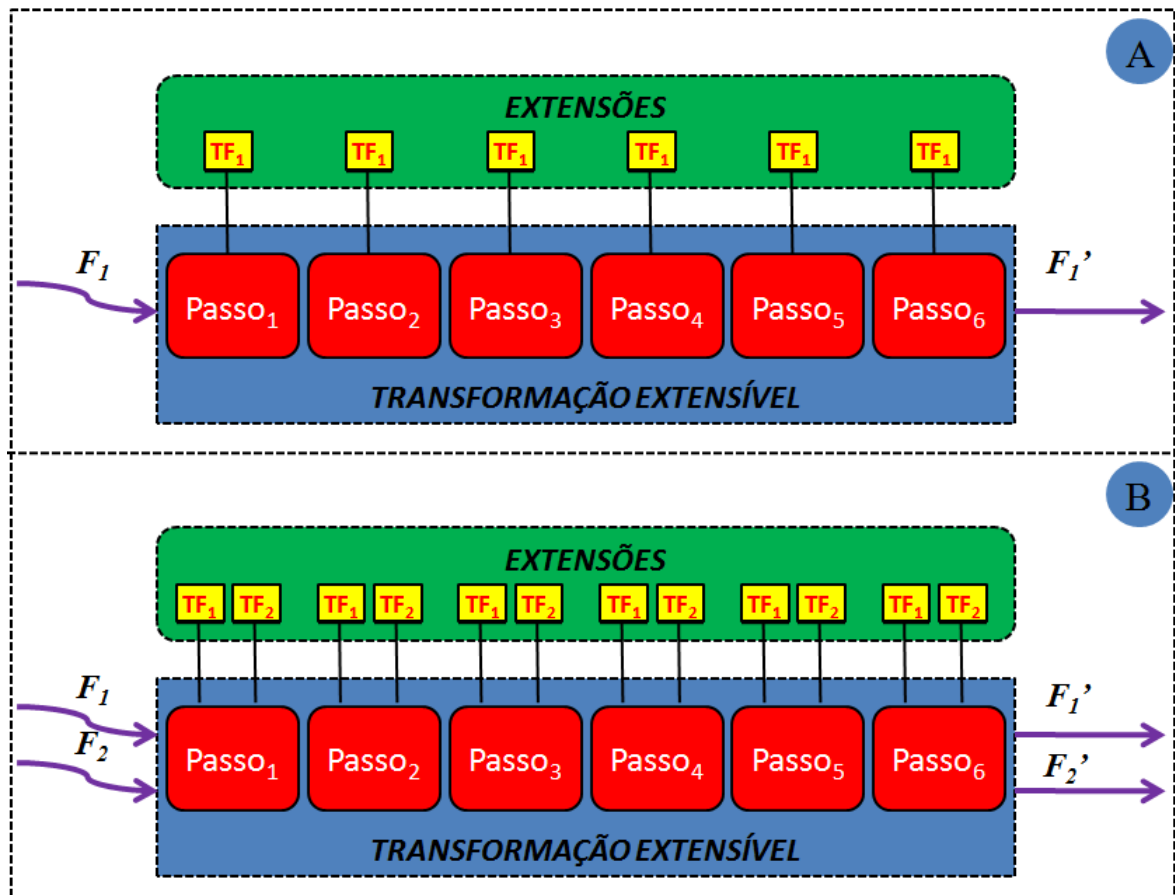 A
EXTENSÕES
TF₁ TF₁ TF₁ TF₁ TF₁ TF₁
F₁ F₁’
Passo₁ Passo₂ Passo₃ Passo₄ Passo₅ Passo₆
TRANSFORMAÇÃO EXTENSÍVEL
B
EXTENSÕES
TF₁ TF₂ TF₁ TF₂ TF₁ TF₂ TF₁ TF₂ TF₁ TF₂ TF₁ TF₂
F₁ F₁’
F₂ F₂’
Passo₁ Passo₂ Passo₃ Passo₄ Passo₅ Passo₆
TRANSFORMAÇÃO EXTENSÍVEL